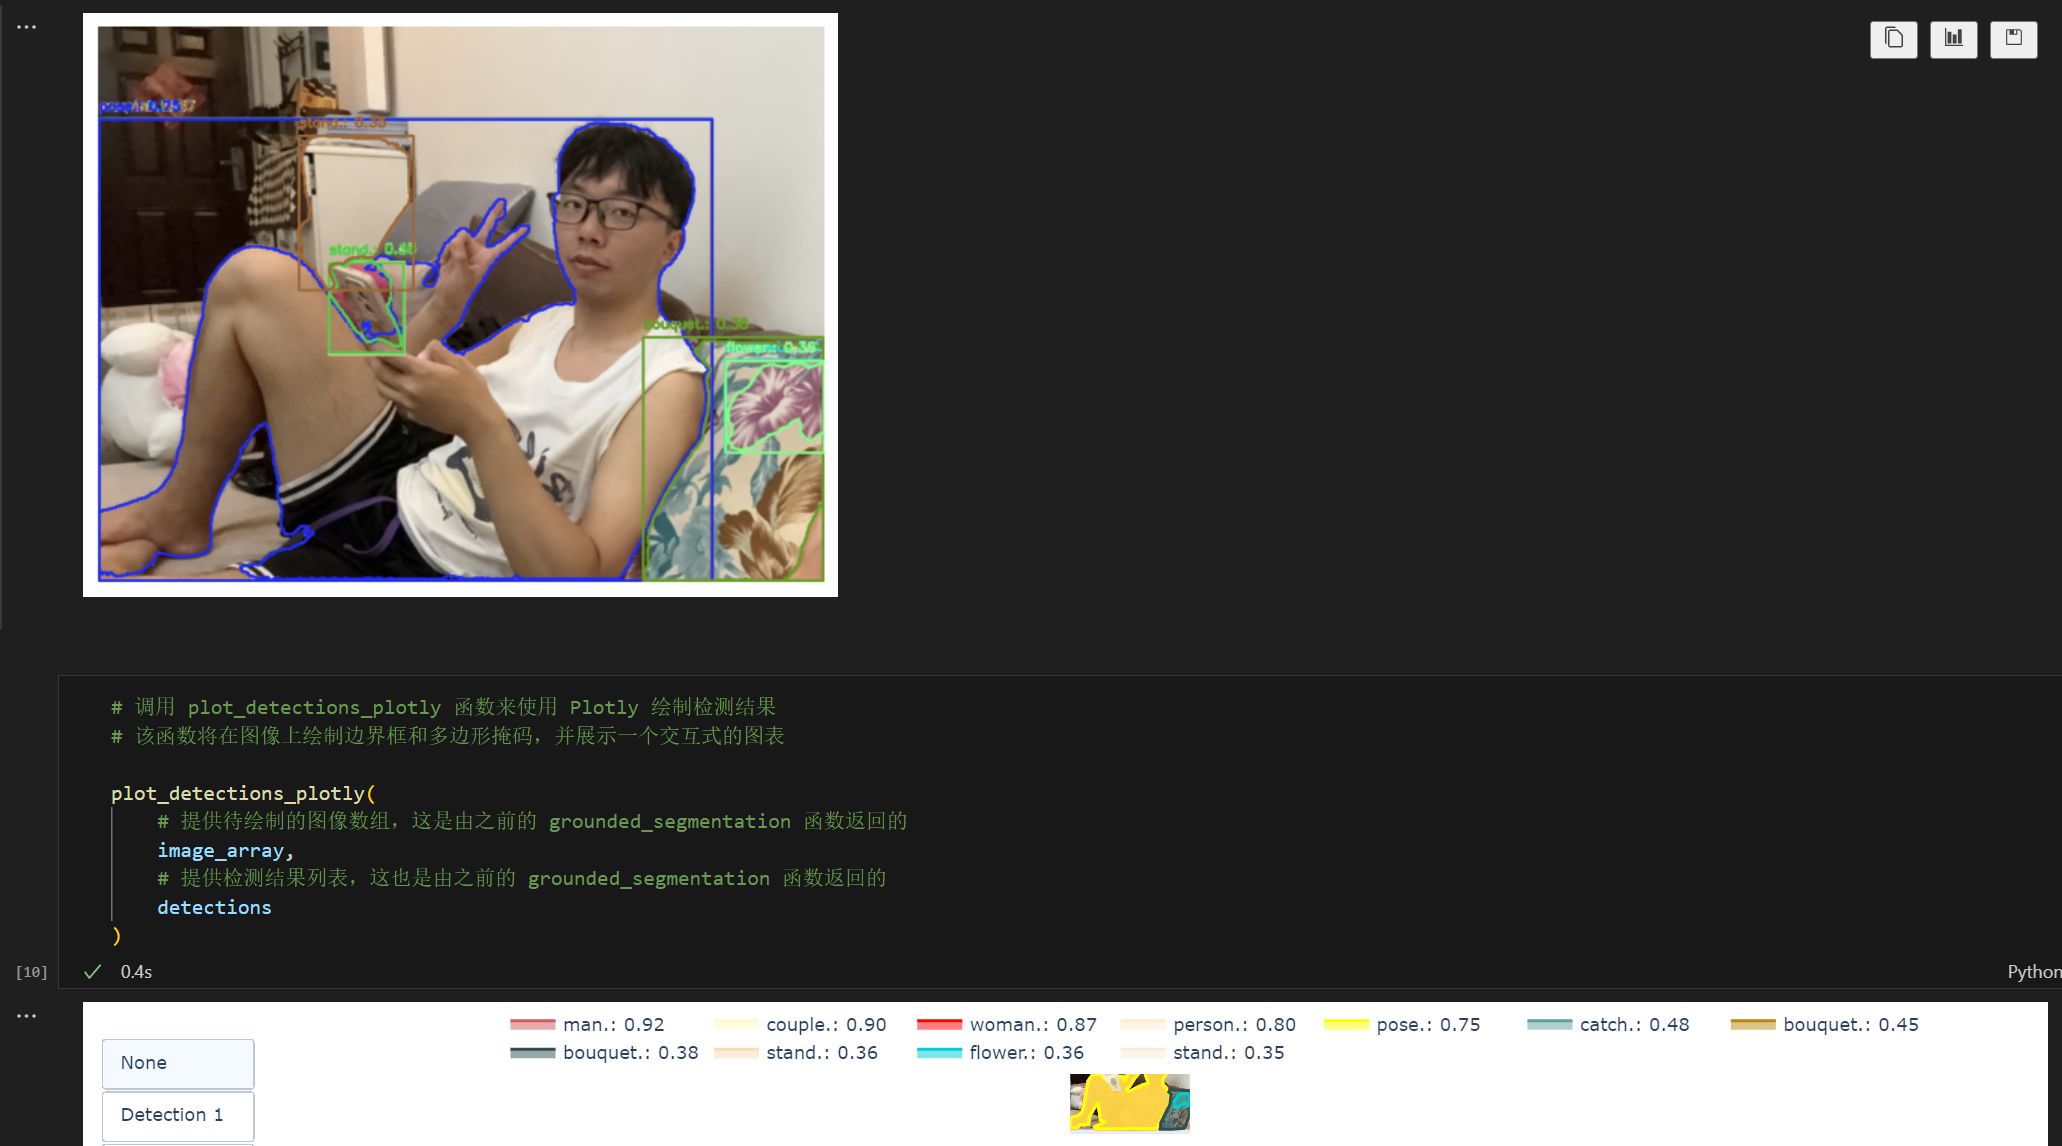 pose.: 0.75
stand.: 0.35
stand.: 0.48
bouquet.: 0.38
flower.: 0.36
# 调用 plot_detections_plotly 函数来使用 Plotly 绘制检测结果
# 该函数将在图像上绘制边界框和多边形掩码，并展示一个交互式的图表
plot_detections_plotly(
# 提供待绘制的图像数组，这是由之前的 grounded_segmentation 函数返回的
image_array,
# 提供检测结果列表，这也是由之前的 grounded_segmentation 函数返回的
detections
)
[10]
0.4s
Python
man.: 0.92 couple.: 0.90 woman.: 0.87 person.: 0.80 pose.: 0.75 catch.: 0.48 bouquet.: 0.45
bouquet.: 0.38 stand.: 0.36 flower.: 0.36 stand.: 0.35
None
Detection 1